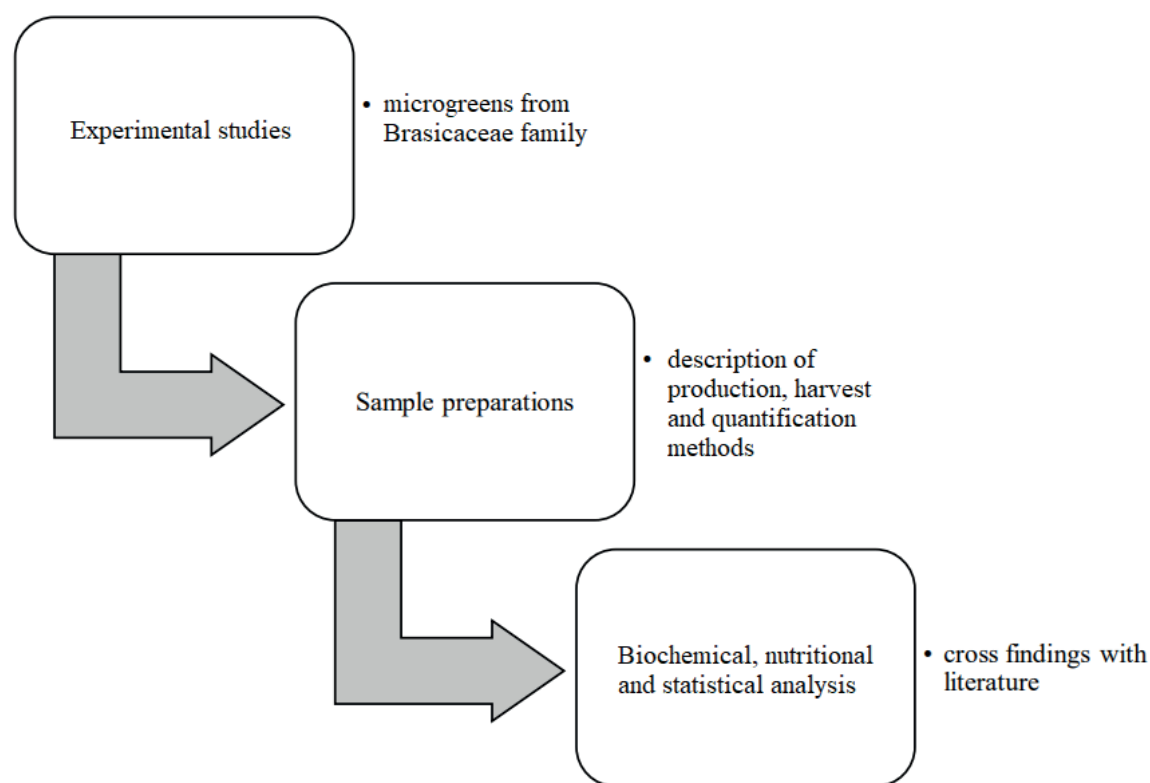 Experimental studies
• microgreens from
Brasicaceae family
Sample preparations
• description of
production, harvest
and quantification
methods
Biochemical, nutritional
and statistical analysis
• cross findings with
literature